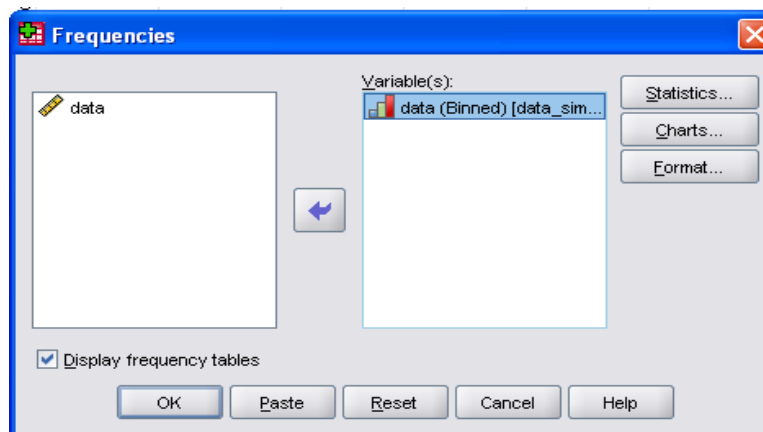 Frequencies
Variable(s):
data
data (Binned) [data_sim...
Statistics...
Charts...
Format...
Display frequency tables
OK Paste Reset Cancel Help